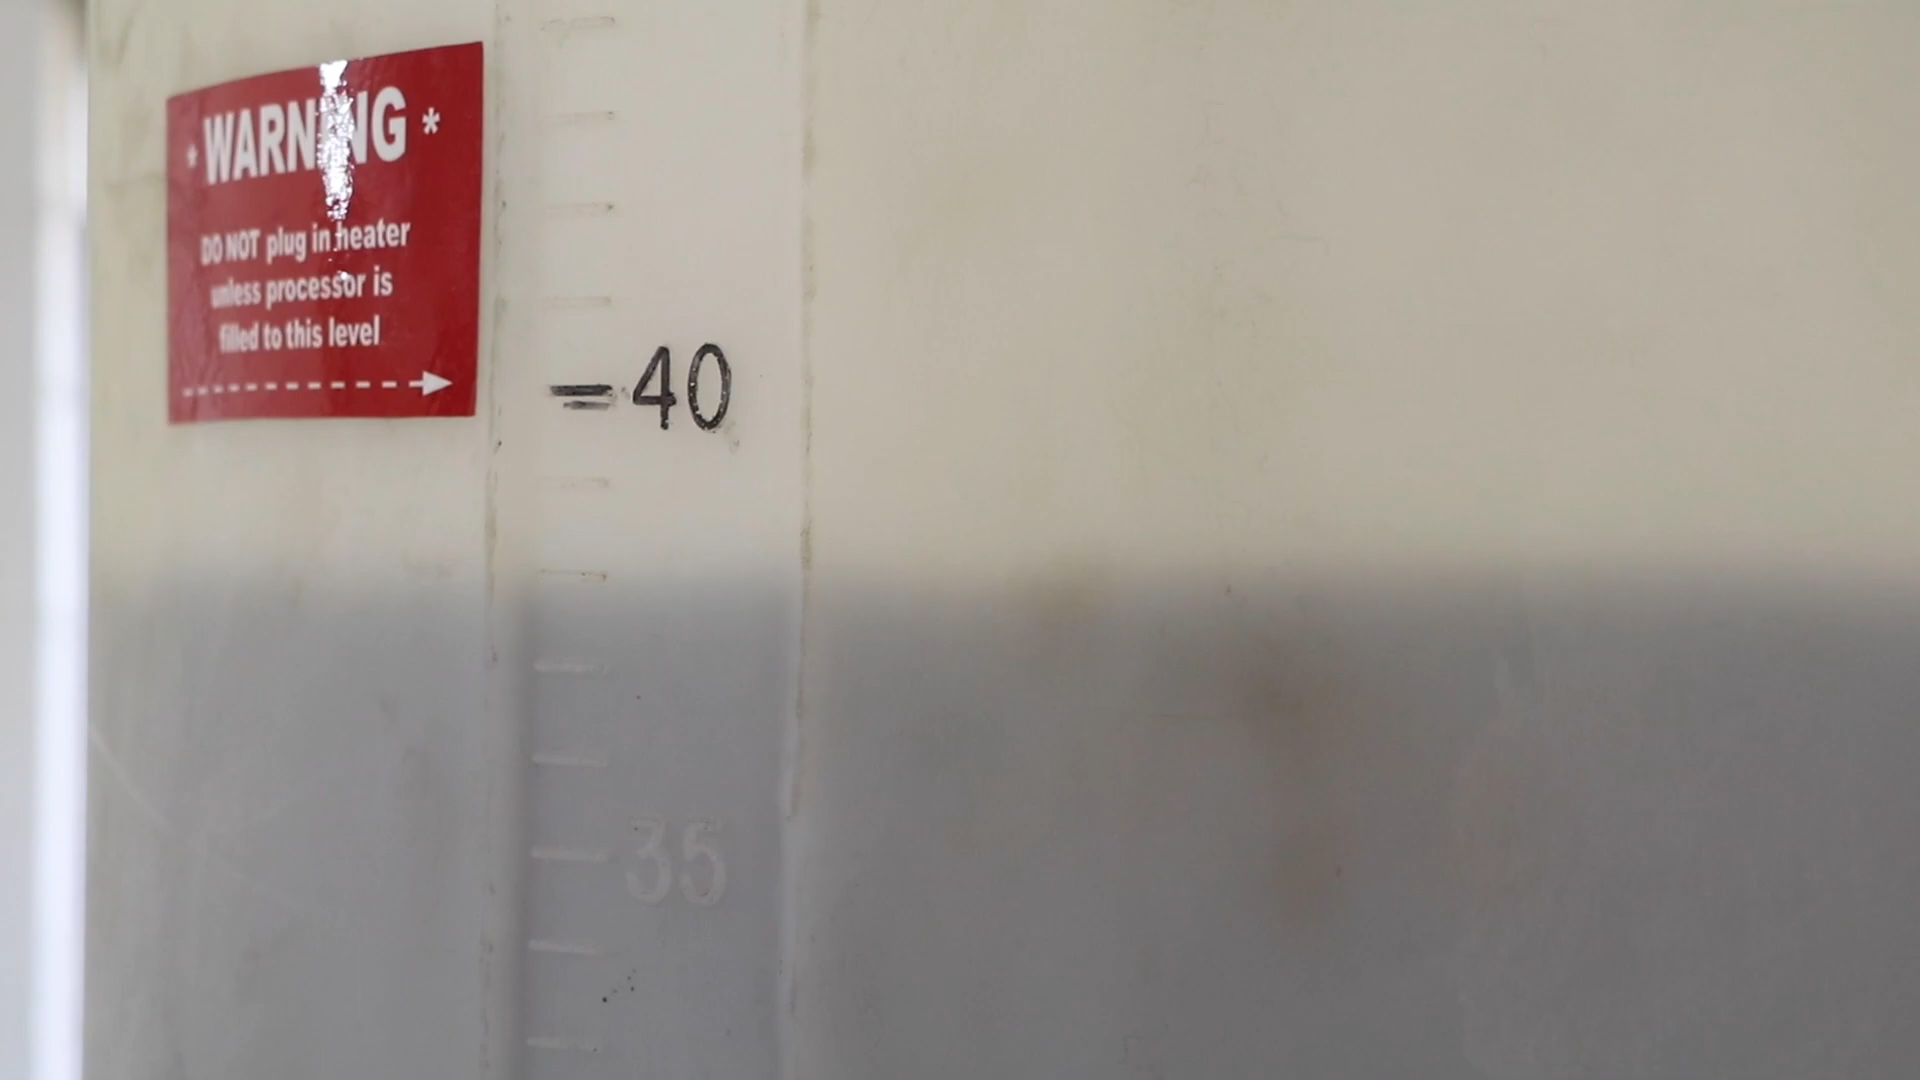 * WARNING *
DO NOT plug in heater
unless processor is
filled to this level
40
35